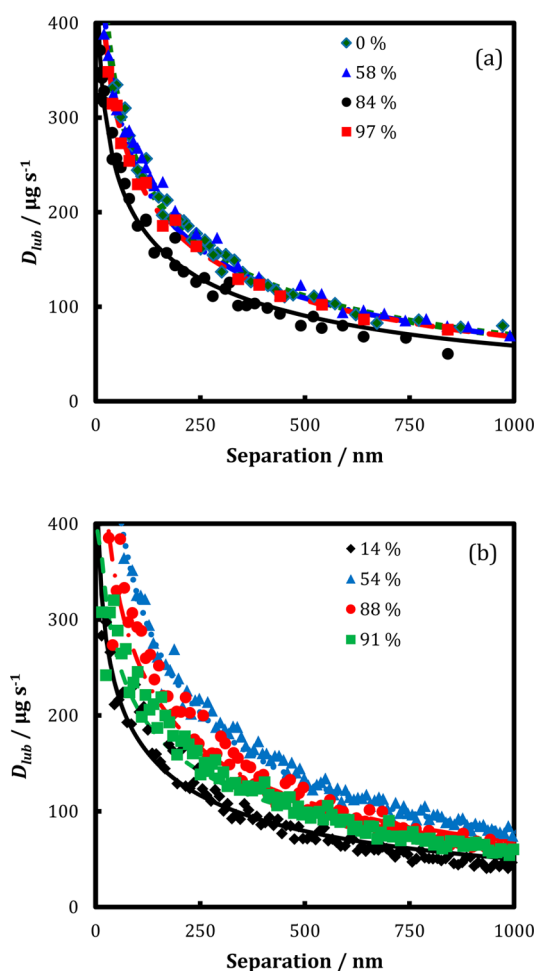 400
300
200
100
0
D_lub / µg s⁻¹
0 %
58 %
84 %
97 %
(a)
0 250 500 750 1000
Separation / nm
400
300
200
100
0
D_lub / µg s⁻¹
14 %
54 %
88 %
91 %
(b)
0 250 500 750 1000
Separation / nm